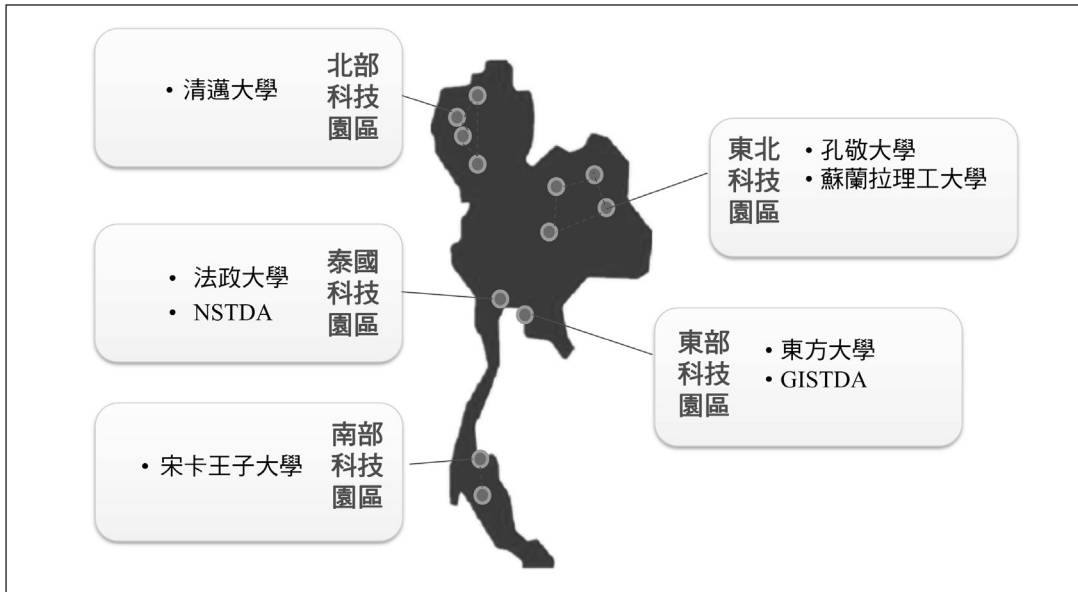 北部
科技
園區
• 清邁大學
東北
科技
園區
• 孔敬大學
• 蘇蘭拉理工大學
泰國
科技
園區
• 法政大學
• NSTDA
東部
科技
園區
• 東方大學
• GISTDA
南部
科技
園區
• 宋卡王子大學